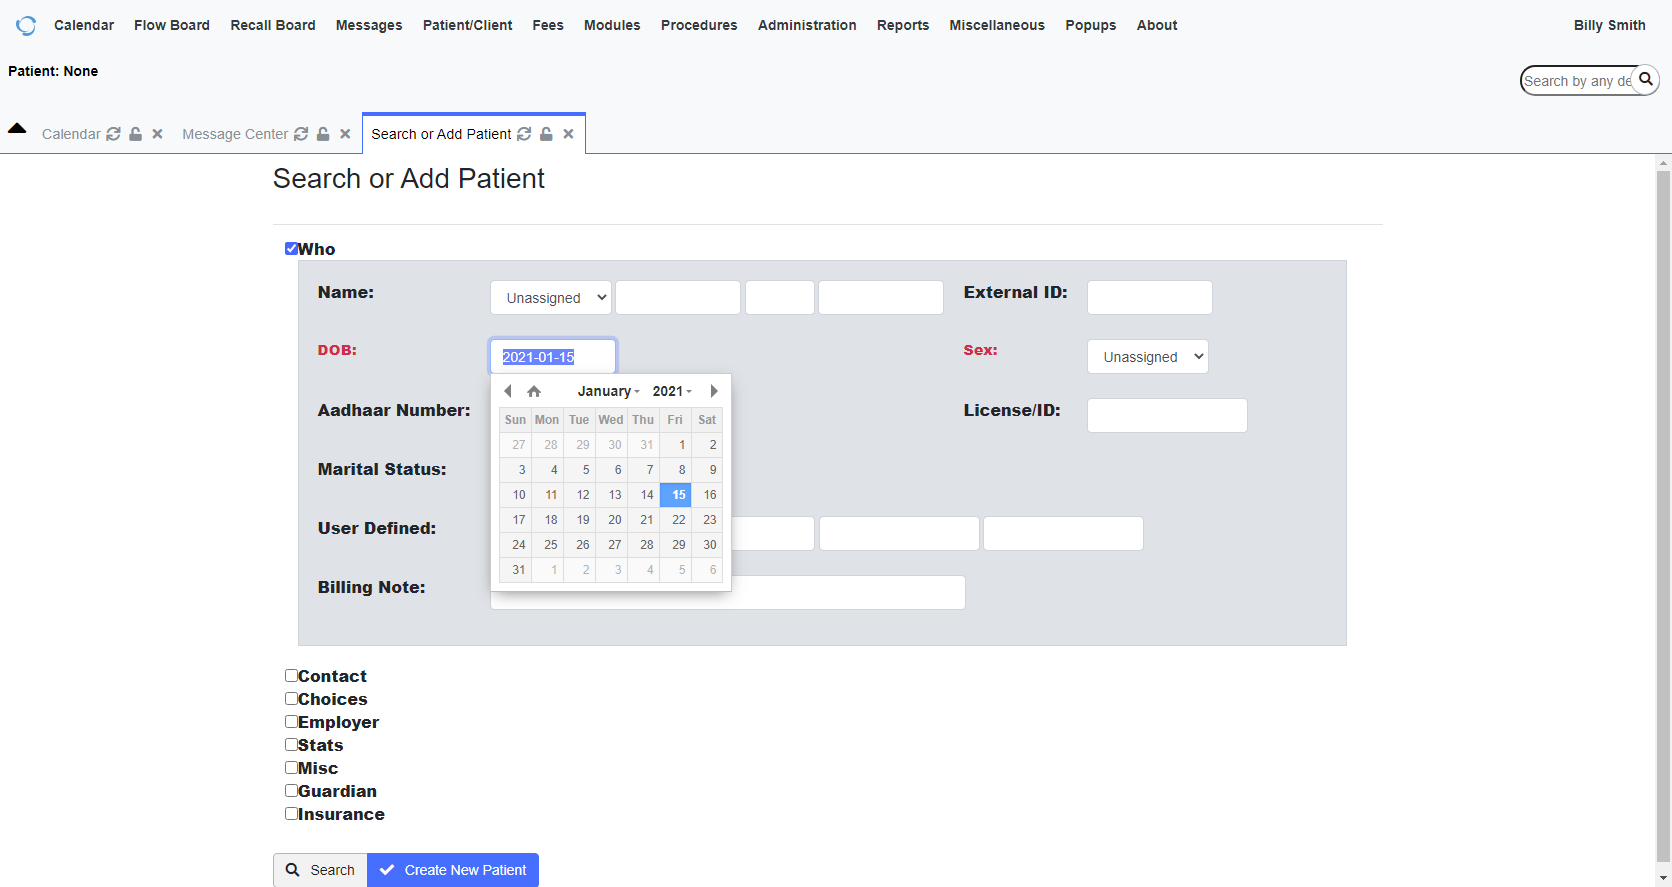 Calendar Flow Board Recall Board Messages Patient/Client Fees Modules Procedures Administration Reports Miscellaneous Popups About Billy Smith
Patient: None
Search by any de
Calendar Message Center Search or Add Patient
Search or Add Patient
Who
Name: Unassigned External ID:
DOB: 2021-01-15 Sex: Unassigned
January 2021
Sun Mon Tue Wed Thu Fri Sat
27 28 29 30 31 1 2
3 4 5 6 7 8 9
10 11 12 13 14 15 16
17 18 19 20 21 22 23
24 25 26 27 28 29 30
31 1 2 3 4 5 6
Aadhaar Number: License/ID:
Marital Status:
User Defined:
Billing Note:
Contact
Choices
Employer
Stats
Misc
Guardian
Insurance
Search Create New Patient